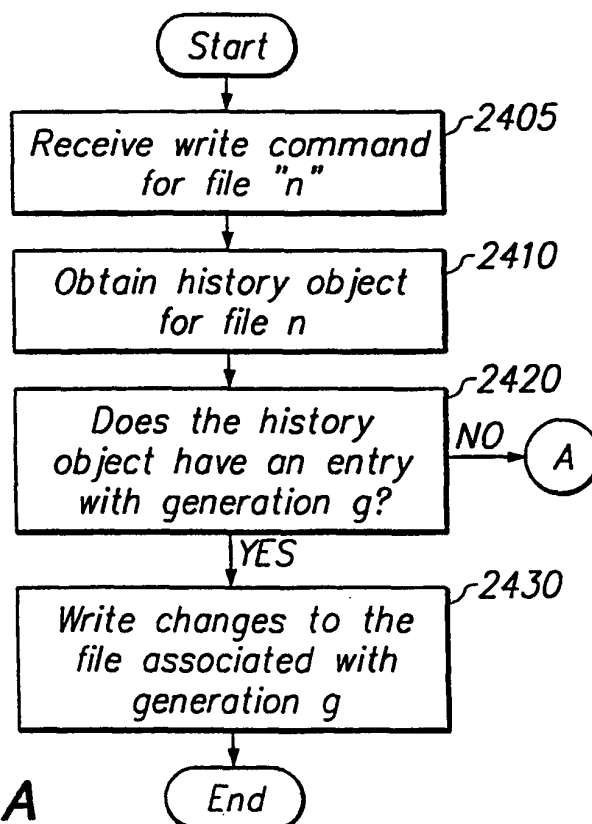 Start
2405
Receive write command
for file "n"
2410
Obtain history object
for file n
2420
Does the history
object have an entry
with generation g?
NO
A
YES
2430
Write changes to the
file associated with
generation g
End
A